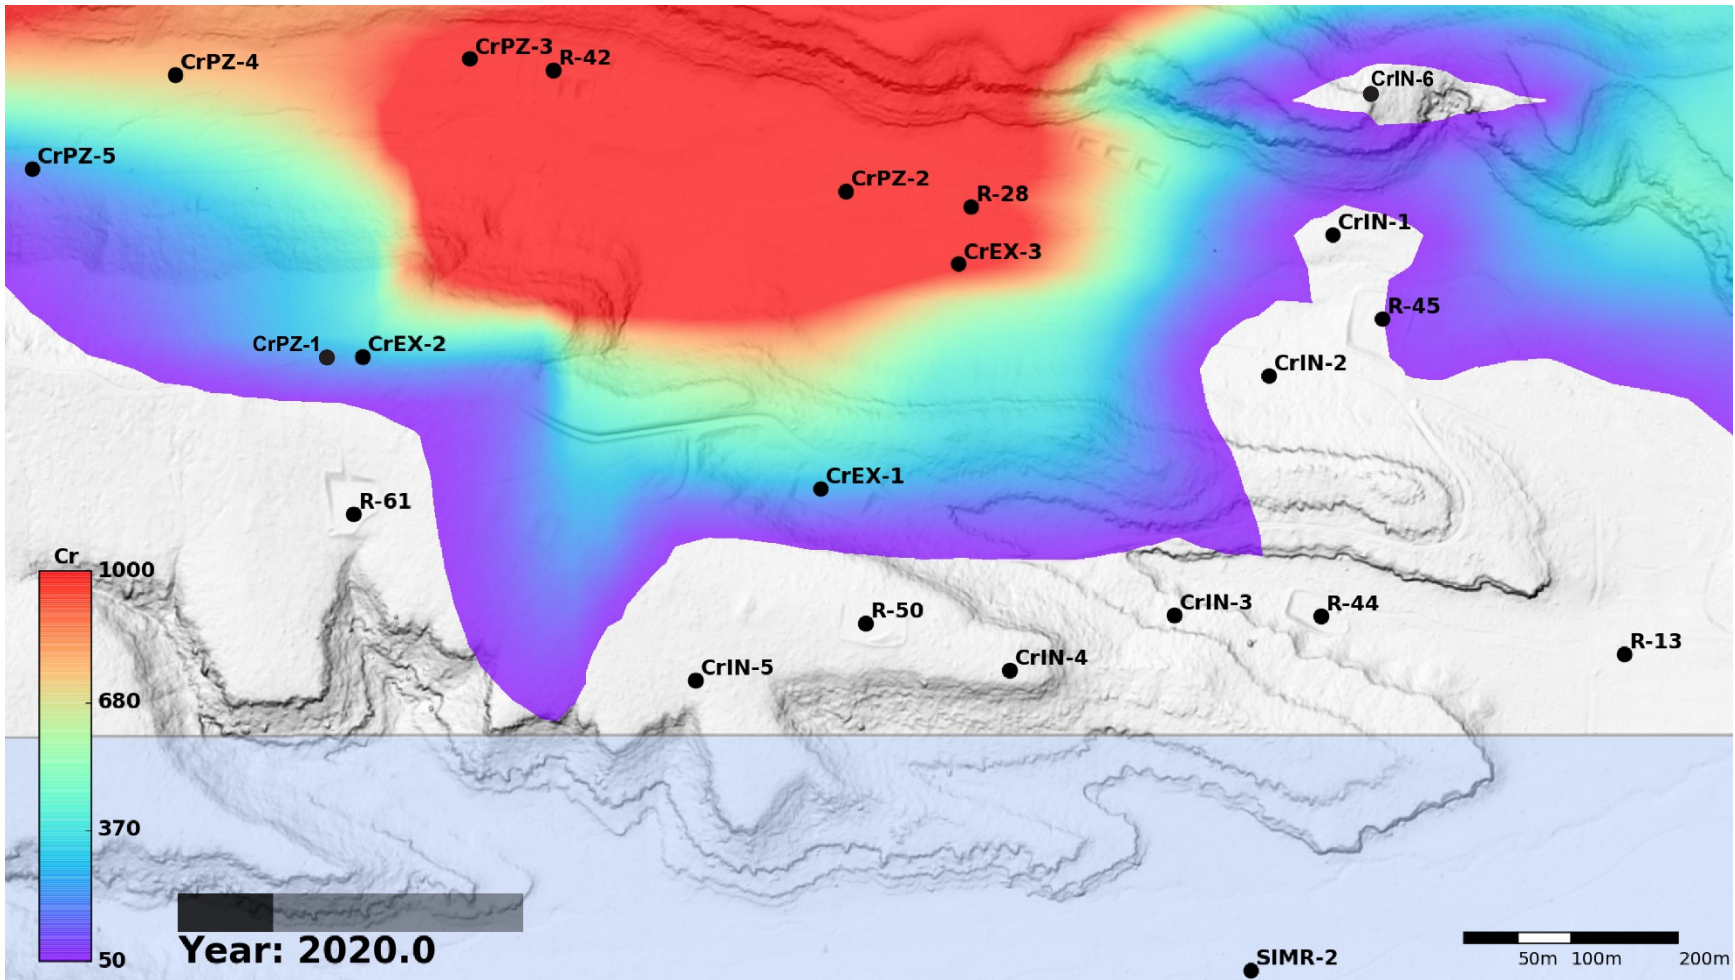 CrPZ-3
R-42
CrPZ-4
CrIN-6
CrPZ-5
CrPZ-2
R-28
CrIN-1
CrEX-3
R-45
CrPZ-1
CrEX-2
CrIN-2
CrEX-1
R-61
Cr
1000
R-50
CrIN-3
R-44
R-13
CrIN-4
CrIN-5
680
370
Year: 2020.0
50
SIMR-2
50m 100m 200m